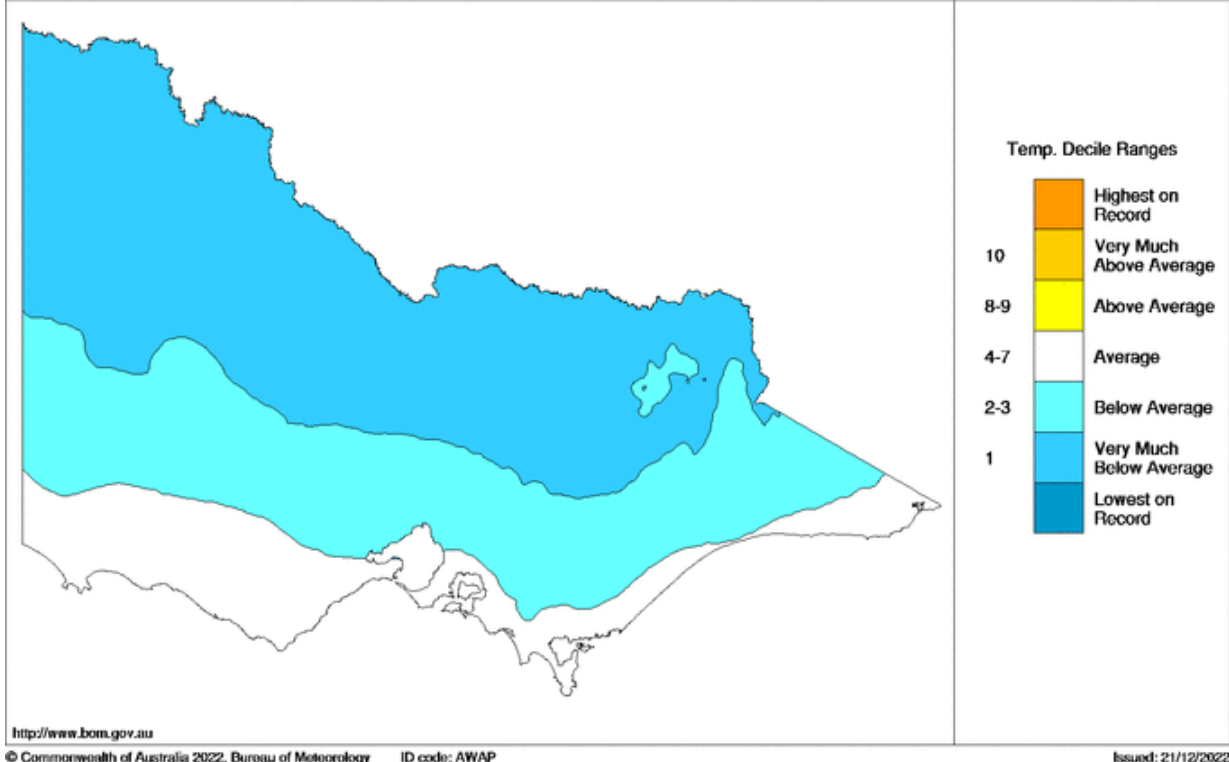 Temp. Decile Ranges
Highest on
Record
10
Very Much
Above Average
8-9
Above Average
4-7
Average
2-3
Below Average
1
Very Much
Below Average
Lowest on
Record
http://www.bom.gov.au
© Commonwealth of Australia 2022, Bureau of Meteorology
ID code: AWAP
Issued: 21/12/2022